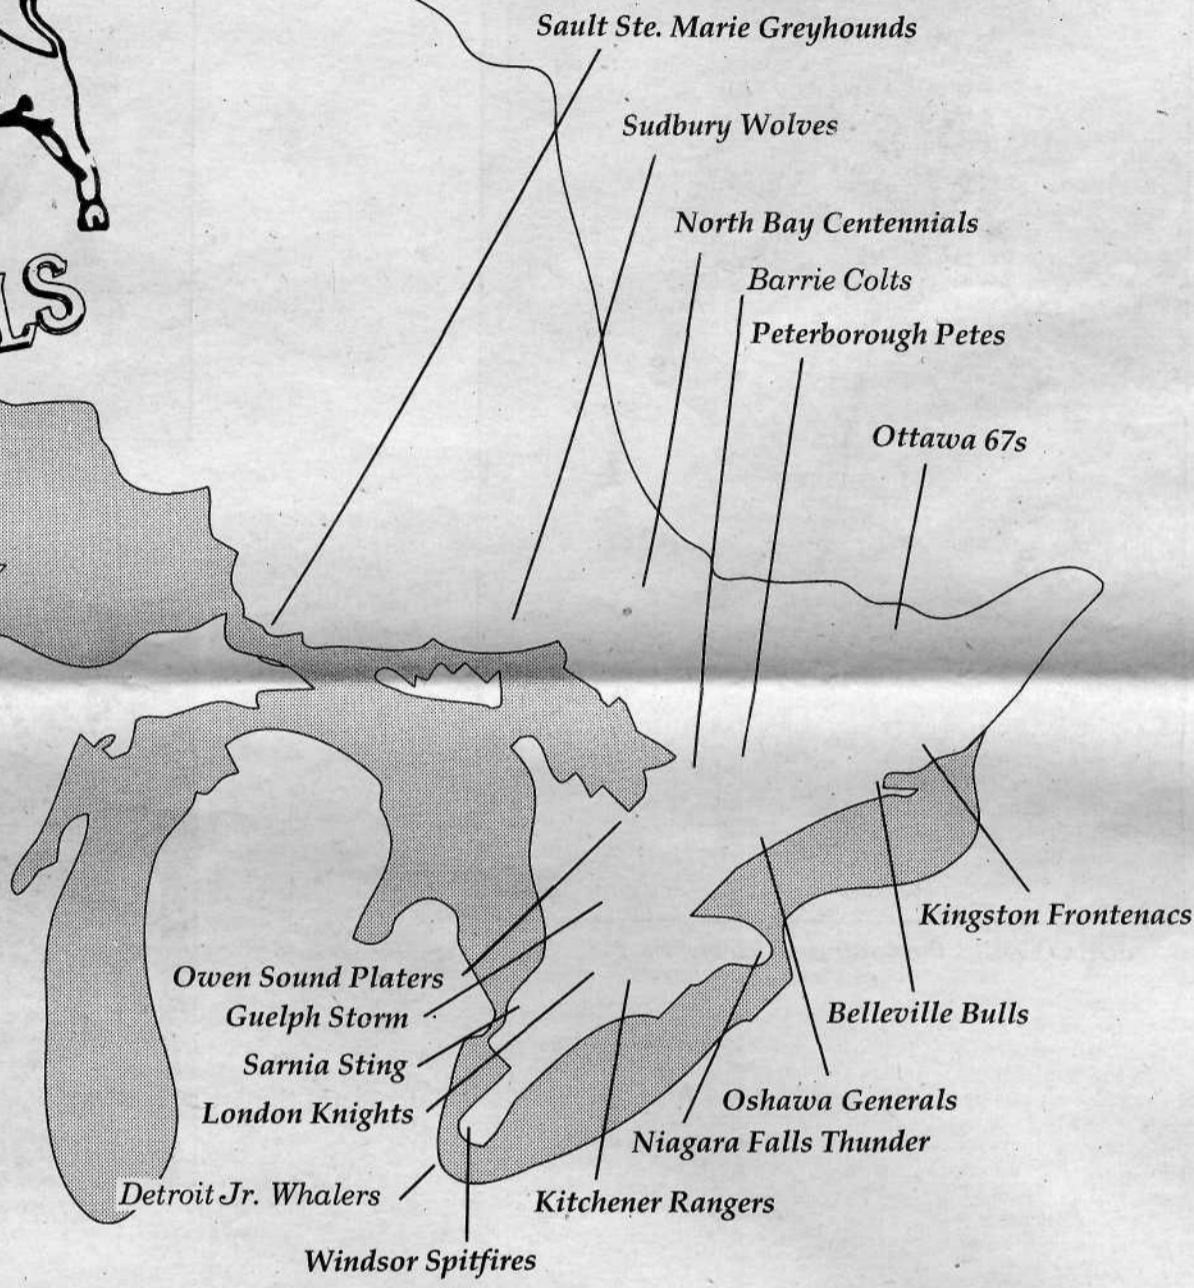 Sault Ste. Marie Greyhounds
Sudbury Wolves
North Bay Centennials
LS
Barrie Colts
Peterborough Petes
Ottawa 67s
Kingston Frontenacs
Owen Sound Platers
Guelph Storm
Belleville Bulls
Sarnia Sting
Oshawa Generals
London Knights
Niagara Falls Thunder
Detroit Jr. Whalers
Kitchener Rangers
Windsor Spitfires